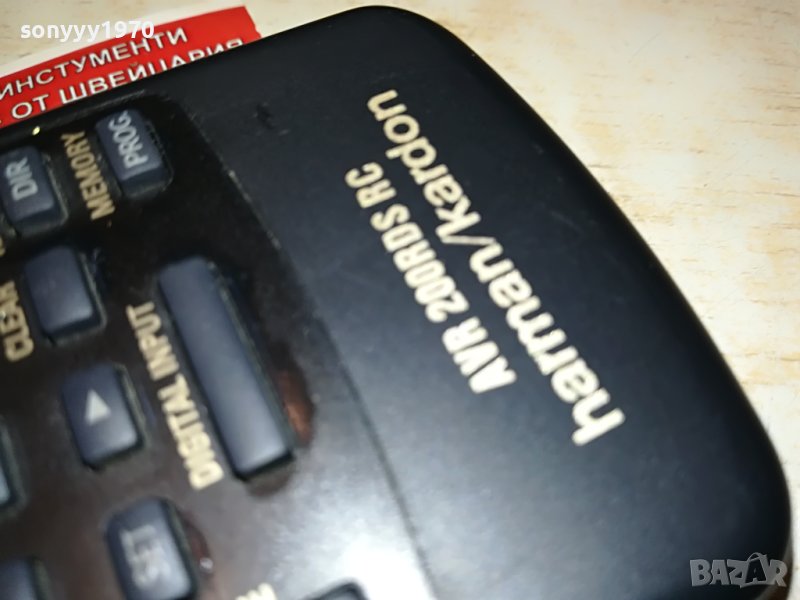 sonyyy1970
ИНСТУМЕНТИ
ОТ ШВЕЙЦАРИЯ
PROG
MEMORY
DIR
CLEAR
DIGITAL INPUT
SET
AVR 200RDS RC
harman/kardon
BAZAR